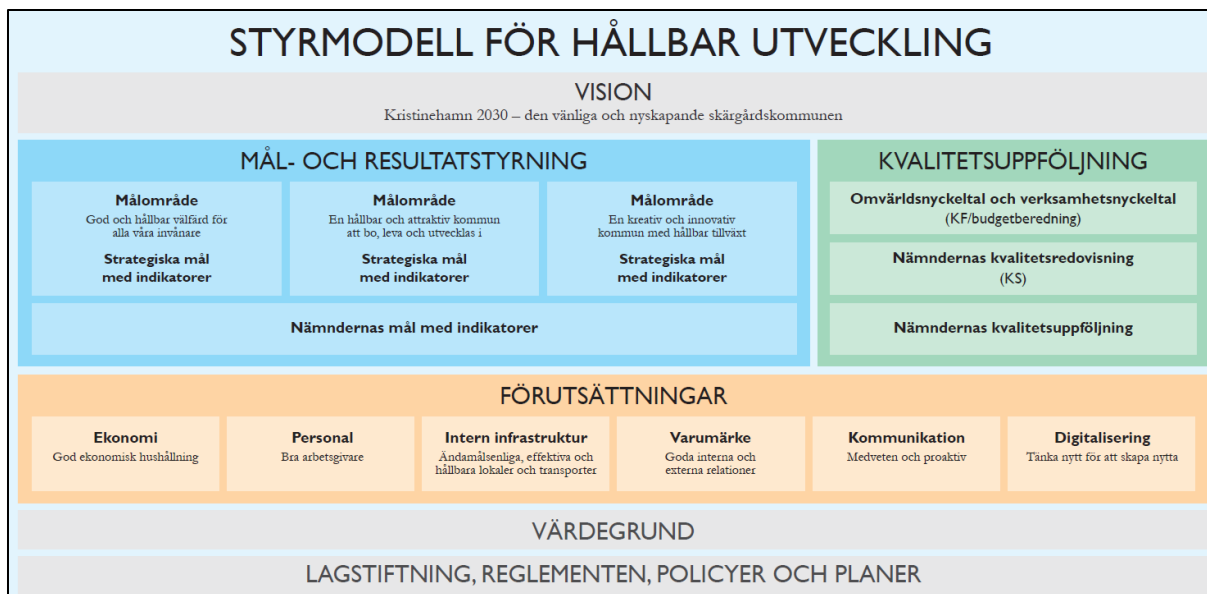 STYRMODELL FÖR HÅLLBAR UTVECKLING
VISION
Kristinehamn 2030 – den vänliga och nyskapande skärgårdskommunen
MÅL- OCH RESULTATSTYRNING
Målområde
God och hållbar välfärd för
alla våra invånare
Strategiska mål
med indikatorer
Målområde
En hållbar och attraktiv kommun
att bo, leva och utvecklas i
Strategiska mål
med indikatorer
Målområde
En kreativ och innovativ
kommun med hållbar tillväxt
Strategiska mål
med indikatorer
Nämndernas mål med indikatorer
KVALITETSUPPFÖLJNING
Omvärldsnyckeltal och verksamhetsnyckeltal
(KF/budgetberedning)
Nämndernas kvalitetsredovisning
(KS)
Nämndernas kvalitetsuppföljning
FÖRUTSÄTTNINGAR
Ekonomi
God ekonomisk hushållning
Personal
Bra arbetsgivare
Intern infrastruktur
Ändamålsenliga, effektiva och
hållbara lokaler och transporter
Varumärke
Goda interna och
externa relationer
Kommunikation
Medveten och proaktiv
Digitalisering
Tänka nytt för att skapa nytta
VÄRDEGRUND
LAGSTIFTNING, REGLEMENTEN, POLICYER OCH PLANER